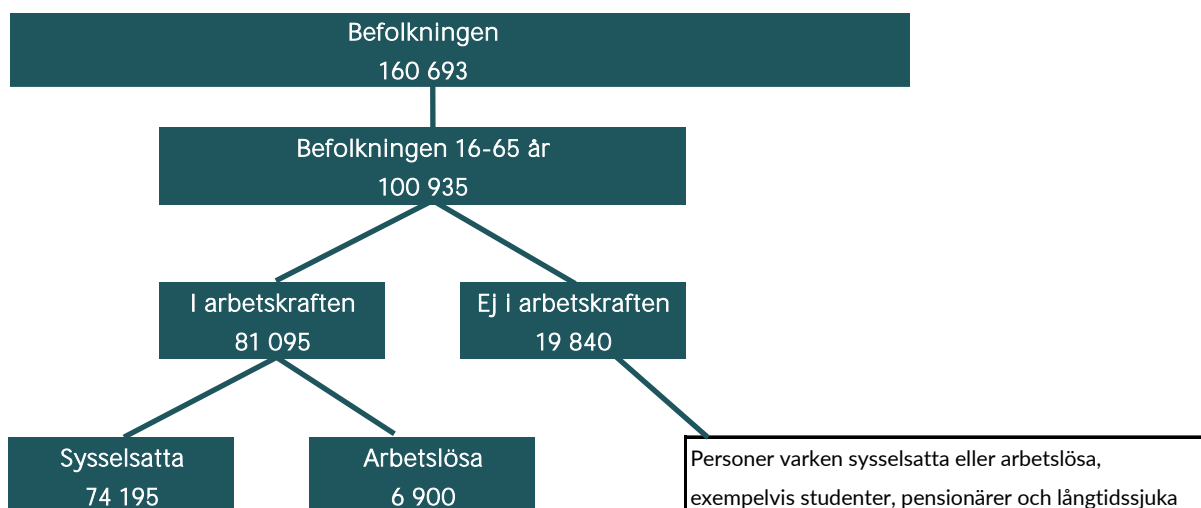 Befolkningen
160 693
Befolkningen 16-65 år
100 935
I arbetskraften
81 095
Ej i arbetskraften
19 840
Sysselsatta
74 195
Arbetslösa
6 900
Personer varken sysselsatta eller arbetslösa,
exempelvis studenter, pensionärer och långtidssjuka